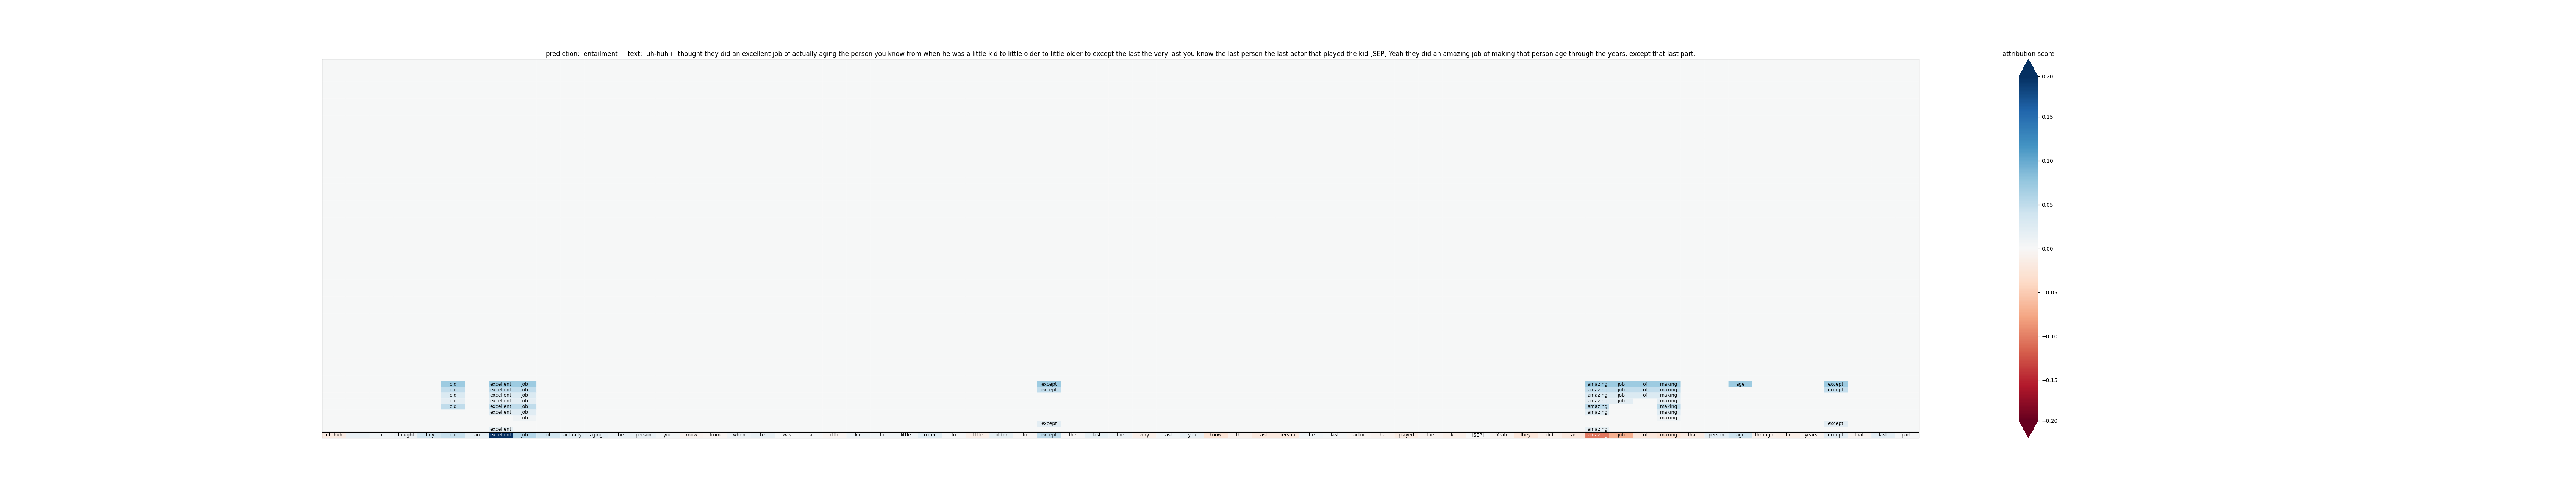 prediction: entailment text: uh-huh i i thought they did an excellent job of actually aging the person you know from when he was a little kid to little older to little older to except the last the very last you know the last person the last actor that played the kid [SEP] Yeah they did an amazing job of making that person age through the years, except that last part.
attribution score
0.20
0.15
0.10
0.05
0.00
−0.05
−0.10
−0.15
−0.20
did excellent job except amazing job of making age except
did excellent job except amazing job of making except
did excellent job amazing job of making
did excellent job amazing job making
did excellent job amazing making
excellent job amazing making
job making
except except
excellent amazing
uh-huh i i thought they did an excellent job of actually aging the person you know from when he was a little kid to little older to little older to except the last the very last you know the last person the last actor that played the kid [SEP] Yeah they did an job of making that person age through the years, except that last part